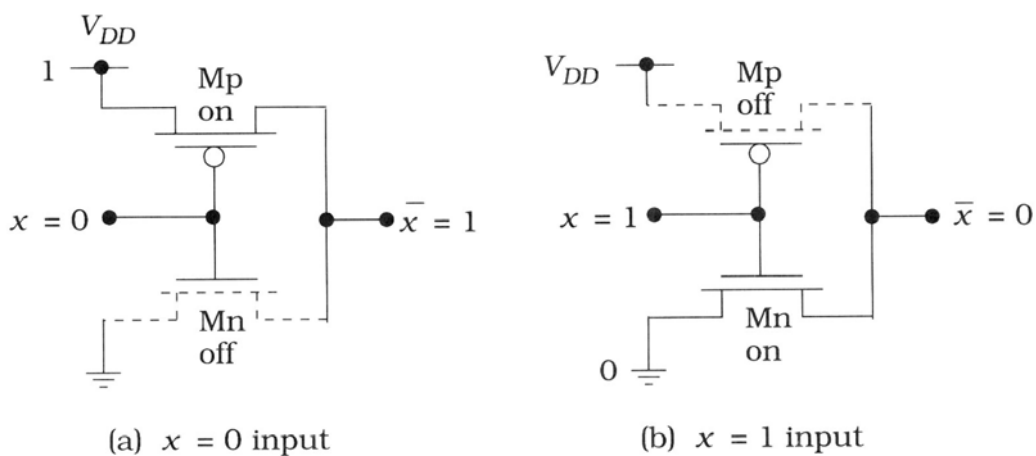 V_DD
1
Mp
on
x = 0
x̄ = 1
Mn
off
(a) x = 0 input
V_DD
Mp
off
x = 1
x̄ = 0
Mn
on
0
(b) x = 1 input